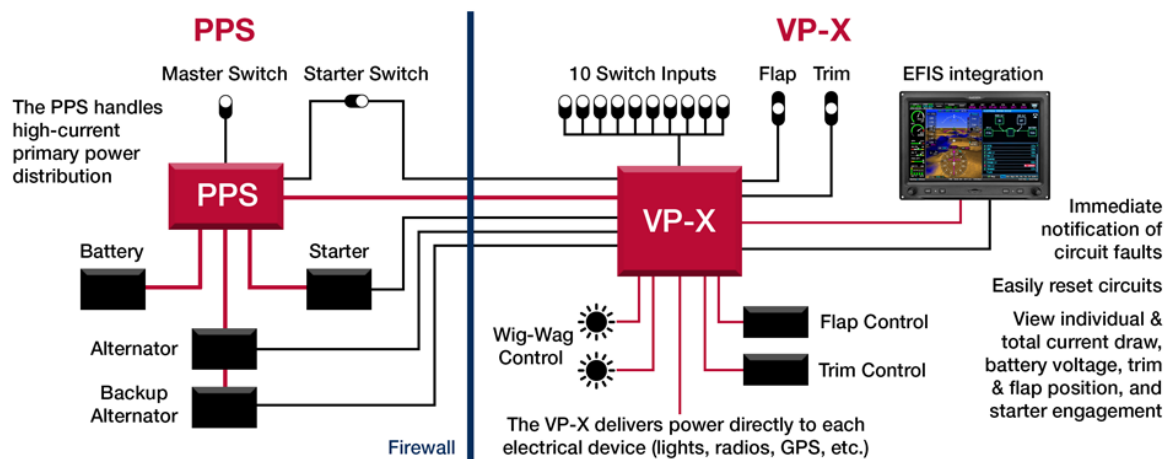 PPS
VP-X
Master Switch
Starter Switch
10 Switch Inputs
Flap
Trim
EFIS integration
The PPS handles
high-current
primary power
distribution
PPS
VP-X
Immediate
notification of
circuit faults
Battery
Starter
Easily reset circuits
Wig-Wag
Control
Flap Control
View individual &
total current draw,
battery voltage, trim
& flap position, and
starter engagement
Alternator
Trim Control
Backup
Alternator
Firewall
The VP-X delivers power directly to each
electrical device (lights, radios, GPS, etc.)